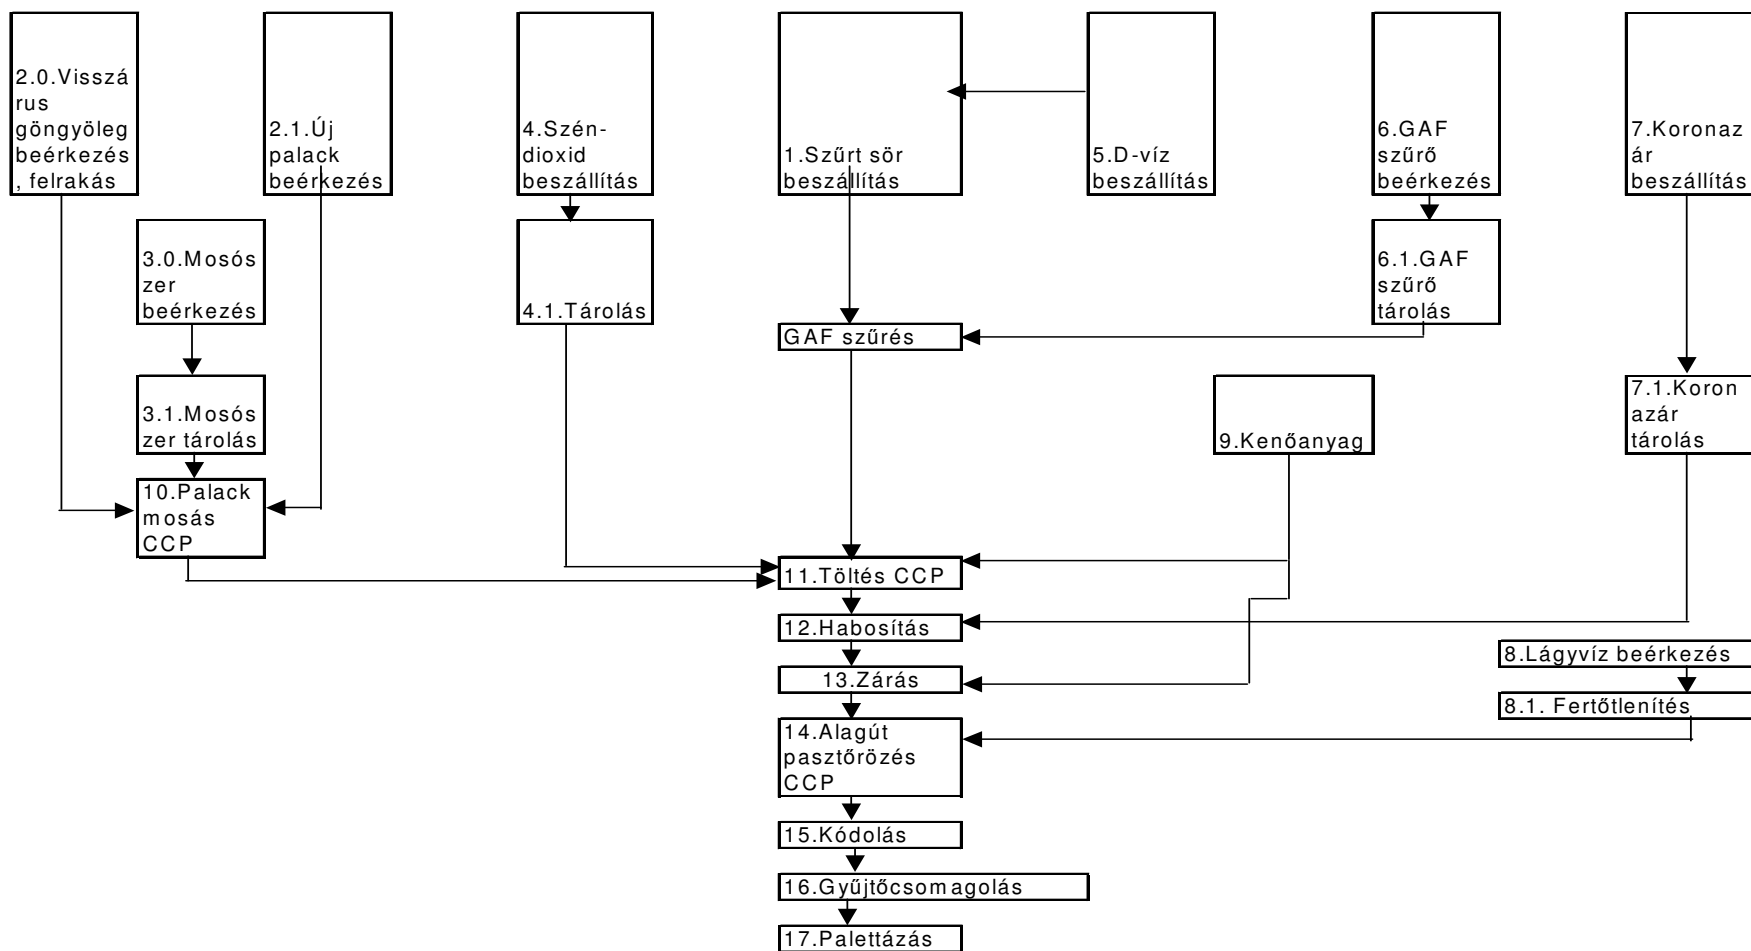 2.0.Visszá
rus
göngyöleg
beérkezés
, felrakás
2.1.Új
palack
beérkezés
4.Szén-
dioxid
beszállítás
1.Szűrt sör
beszállítás
5.D-víz
beszállítás
6.GAF
szűrő
beérkezés
7.Koronaz
ár
beszállítás
3.0.Mosós
zer
beérkezés
4.1.Tárolás
6.1.GAF
szűrő
tárolás
GAF szűrés
3.1.Mosós
zer tárolás
9.Kenőanyag
7.1.Koron
azár
tárolás
10.Palack
mosás
CCP
11.Töltés CCP
12.Habosítás
13.Zárás
8.Lágyvíz beérkezés
8.1. Fertőtlenítés
14.Alagút
pasztőrözés
CCP
15.Kódolás
16.Gyűjtőcsomagolás
17.Palettázás